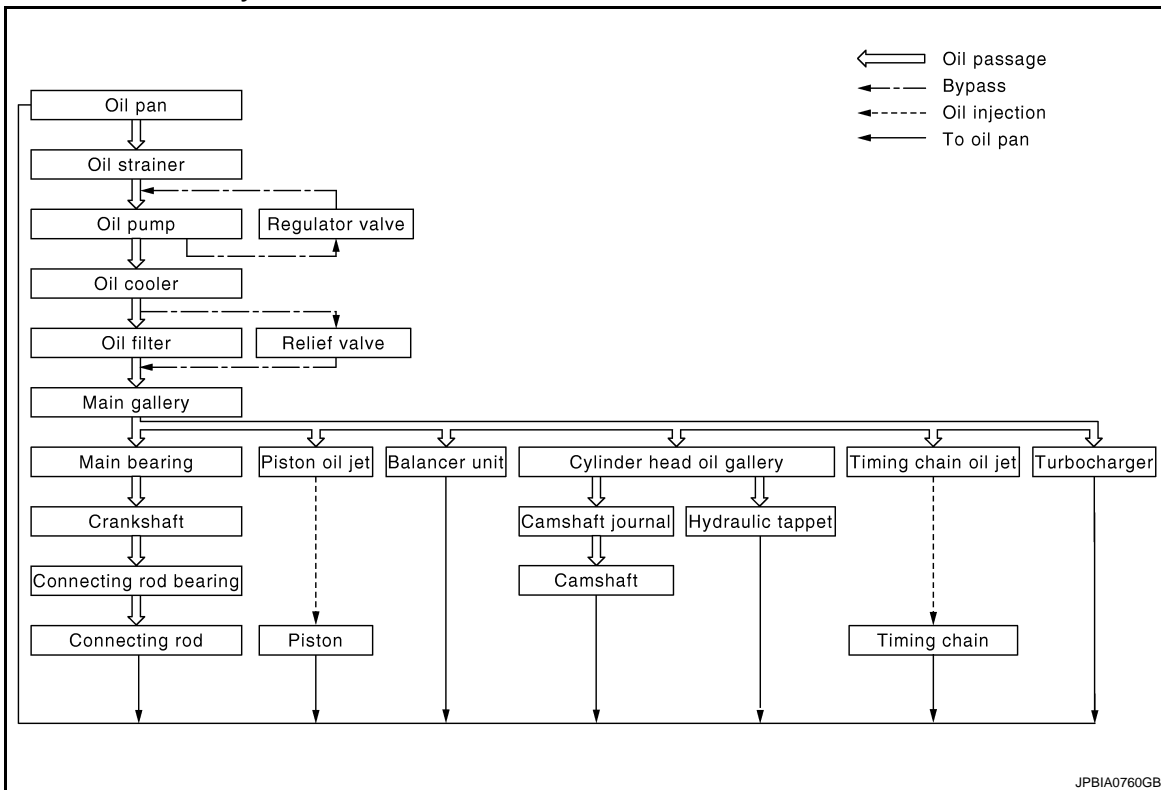 Oil passage
Bypass
Oil injection
To oil pan
Oil pan
Oil strainer
Oil pump
Regulator valve
Oil cooler
Oil filter
Relief valve
Main gallery
Main bearing
Piston oil jet
Balancer unit
Cylinder head oil gallery
Timing chain oil jet
Turbocharger
Crankshaft
Camshaft journal
Hydraulic tappet
Connecting rod bearing
Camshaft
Connecting rod
Piston
Timing chain
JPBIA0760GB